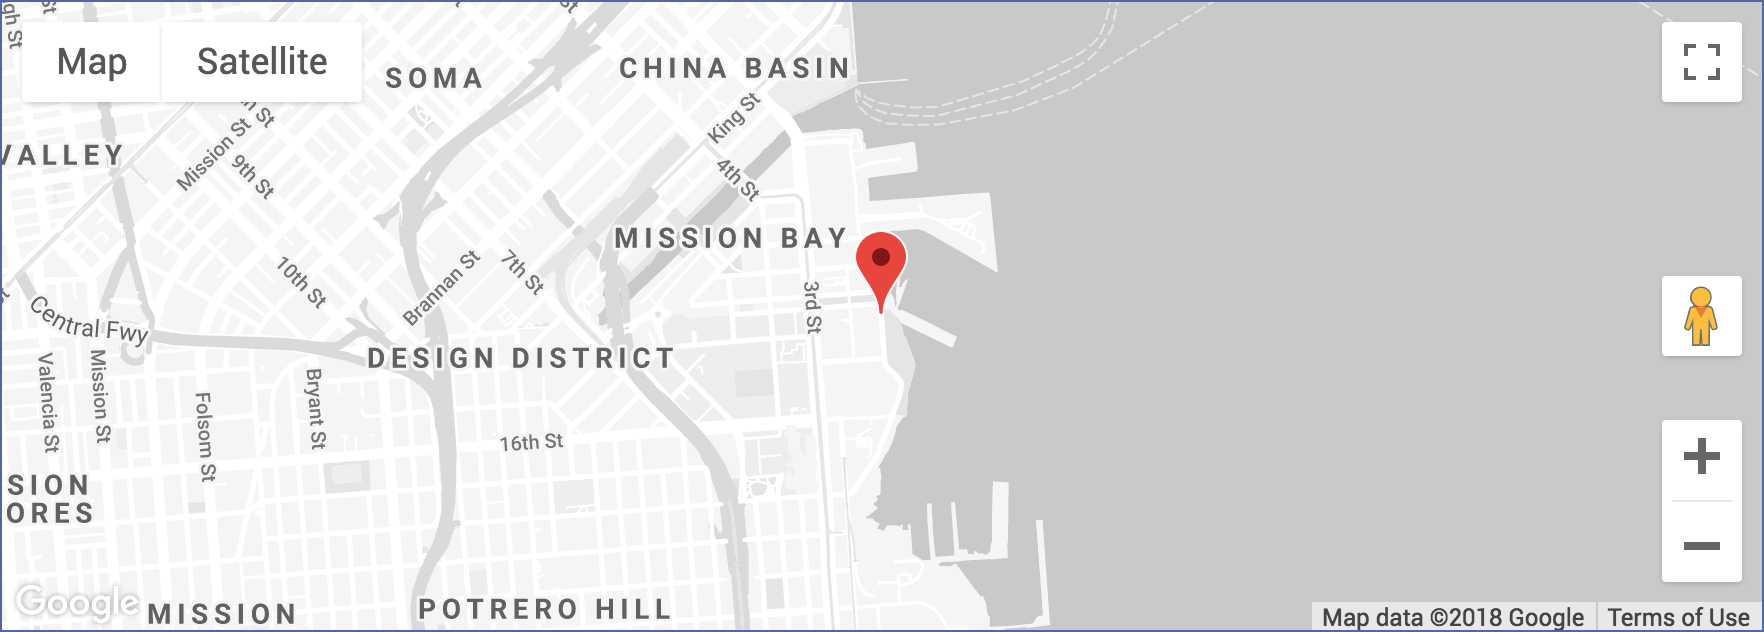 Map
Satellite
SOMA
CHINA BASIN
King St
Mission St
VALLEY
9th St
4th St
MISSION BAY
10th St
Brannan St
7th St
3rd St
Central Fwy
DESIGN DISTRICT
Valencia St
Mission St
Folsom St
Bryant St
16th St
SION
ORES
Google
MISSION
POTRERO HILL
Map data ©2018 Google
Terms of Use